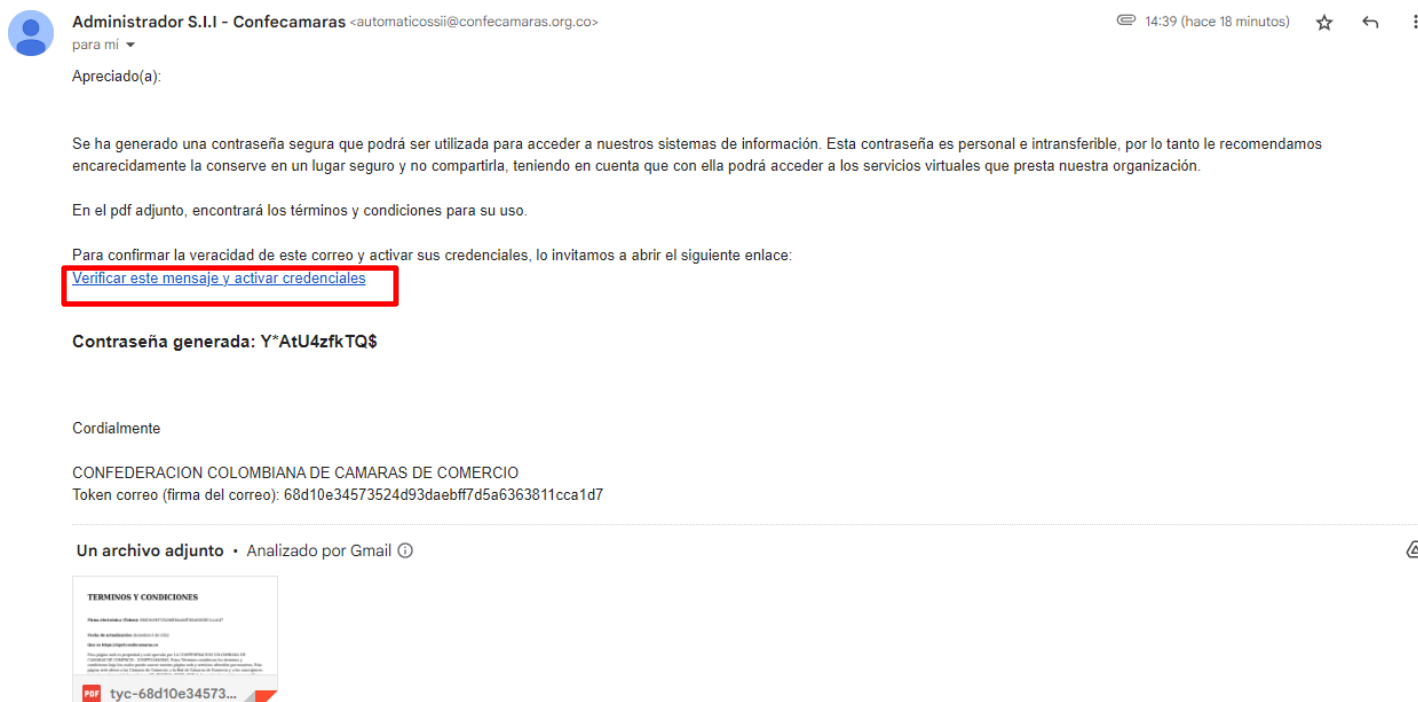 Administrador S.I.I - Confecamaras <automaticossii@confecamaras.org.co>
14:39 (hace 18 minutos)
para mí
Apreciado(a):
Se ha generado una contraseña segura que podrá ser utilizada para acceder a nuestros sistemas de información. Esta contraseña es personal e intransferible, por lo tanto le recomendamos
encarecidamente la conserve en un lugar seguro y no compartirla, teniendo en cuenta que con ella podrá acceder a los servicios virtuales que presta nuestra organización.
En el pdf adjunto, encontrará los términos y condiciones para su uso.
Para confirmar la veracidad de este correo y activar sus credenciales, lo invitamos a abrir el siguiente enlace:
Verificar este mensaje y activar credenciales
Contraseña generada: Y*AtU4zfkTQ$
Cordialmente
CONFEDERACION COLOMBIANA DE CAMARAS DE COMERCIO
Token correo (firma del correo): 68d10e34573524d93daebff7d5a6363811cca1d7
Un archivo adjunto • Analizado por Gmail
TERMINOS Y CONDICIONES
PDF tyc-68d10e34573...